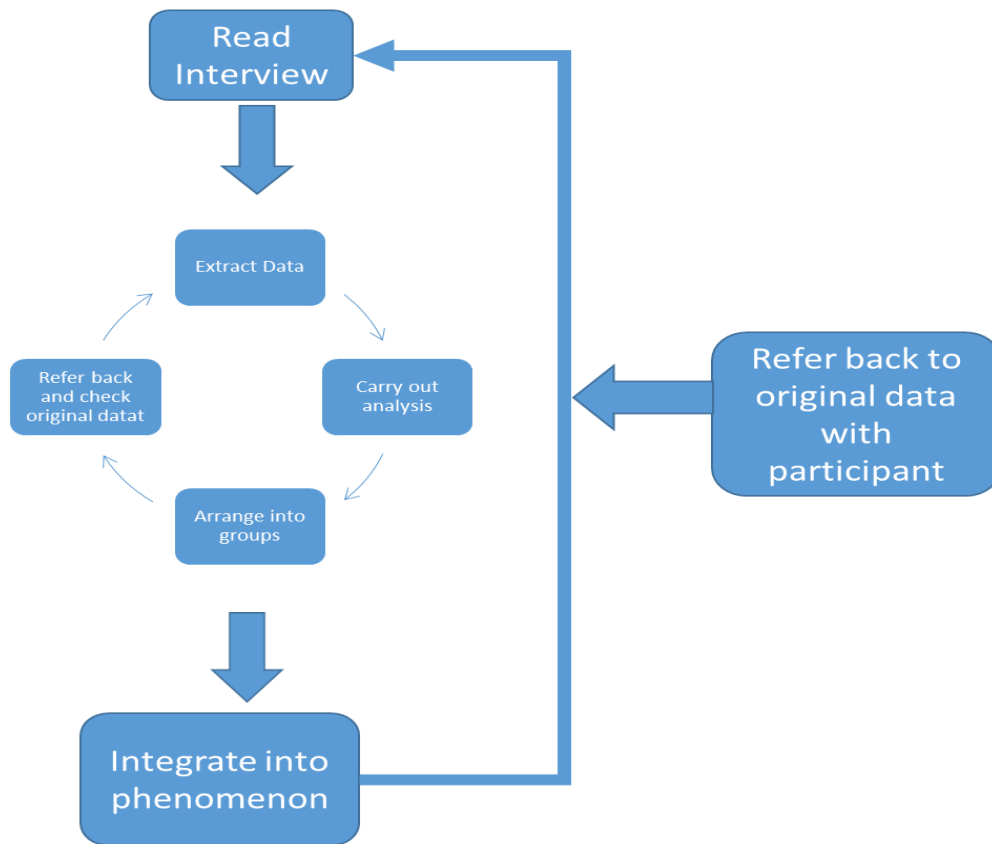 Read
Interview
Extract Data
Refer back
and check
original datat
Carry out
analysis
Arrange into
groups
Refer back to
original data
with
participant
Integrate into
phenomenon